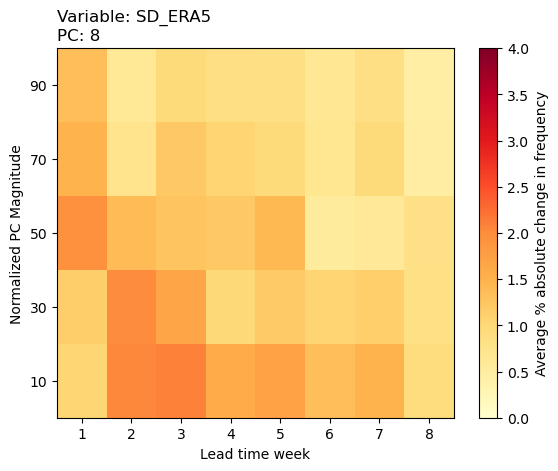 Variable: SD_ERA5
PC: 8
90
70
50
30
10
Normalized PC Magnitude
1 2 3 4 5 6 7 8
Lead time week
4.0
3.5
3.0
2.5
2.0
1.5
1.0
0.5
0.0
Average % absolute change in frequency